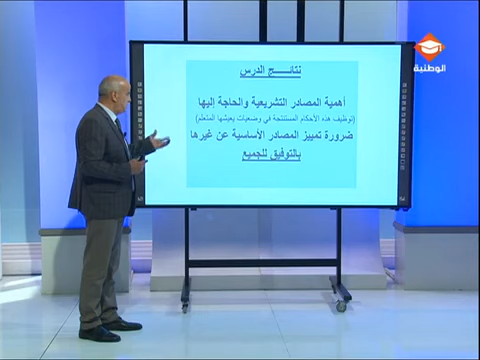 الوطنية
نتائــــج الدرس
أهمية المصادر التشريعية والحاجة إليها
(توظيف هذه الأحكام المستنتجة في وضعيات يعيشها المتعلم)
ضرورة تمييز المصادر الأساسية عن غيرها
بالتوفيق للجميع